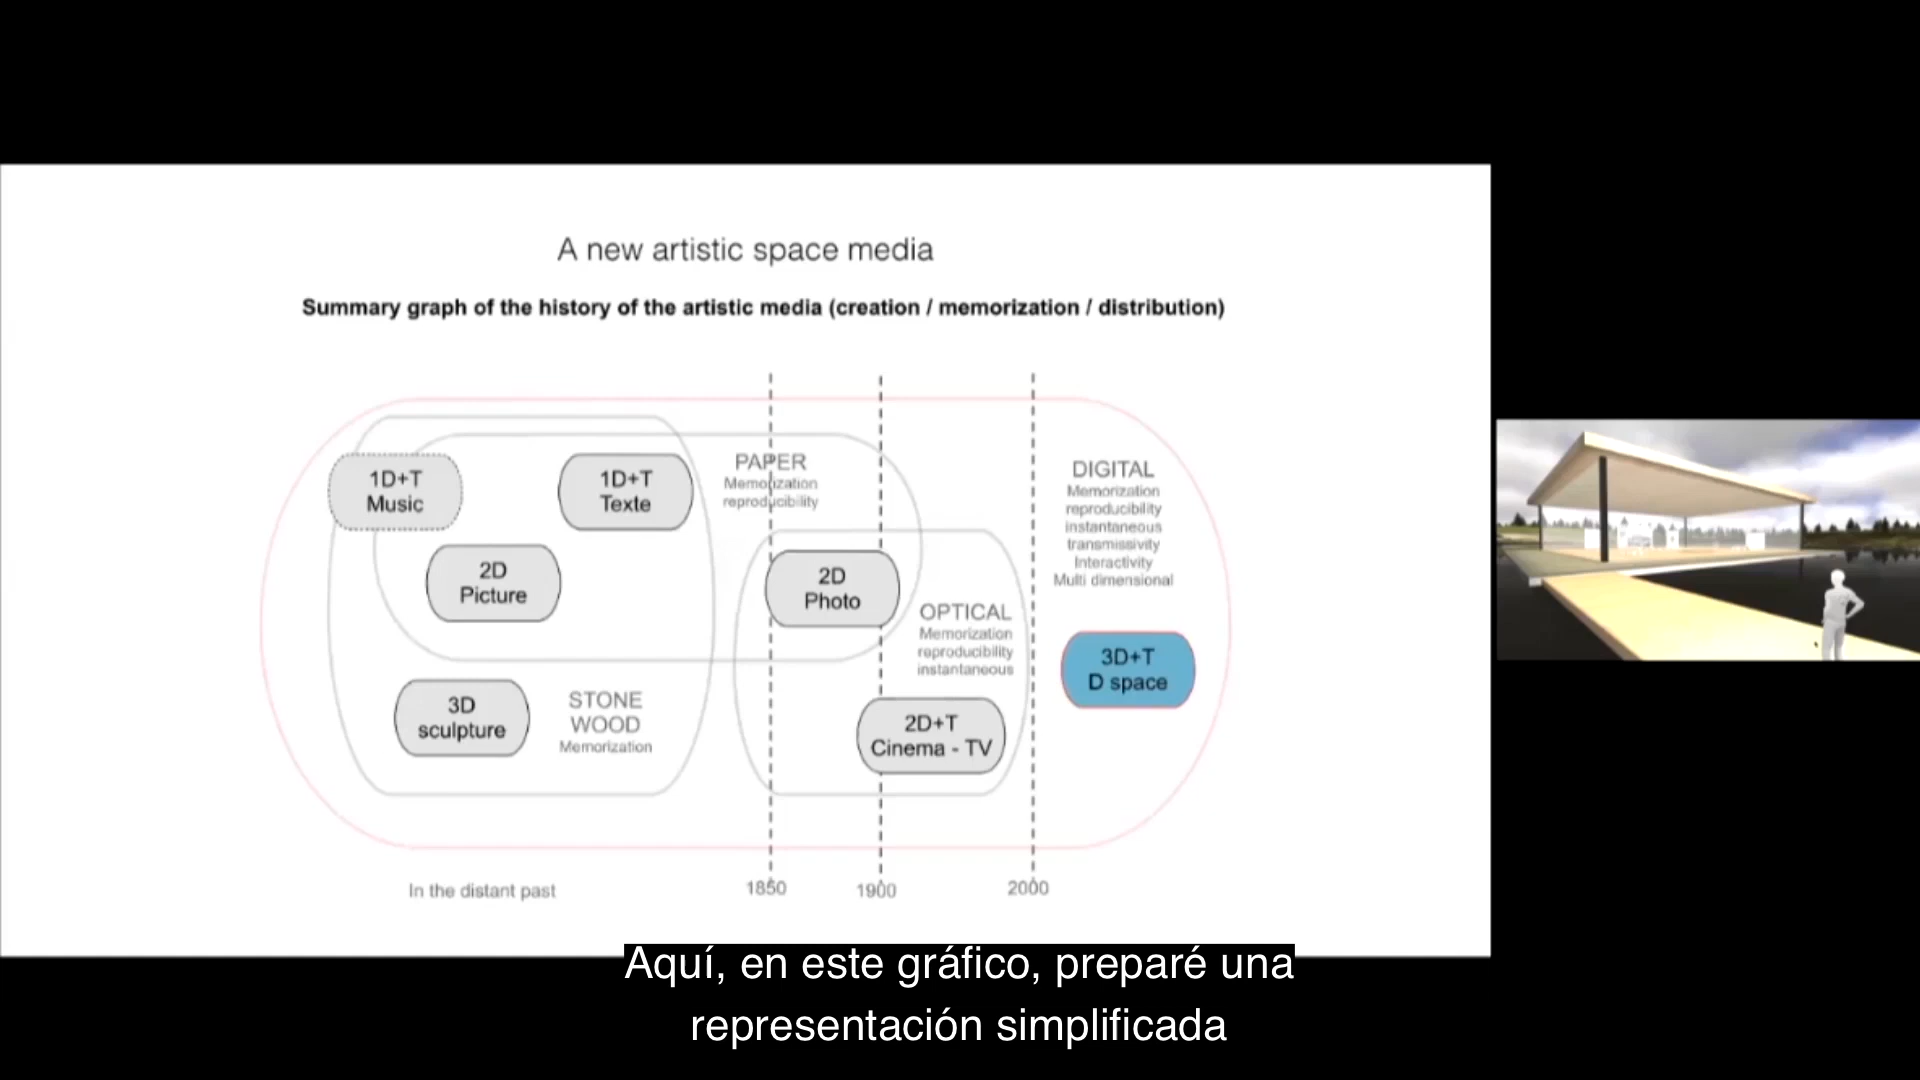 A new artistic space media
Summary graph of the history of the artistic media (creation / memorization / distribution)
1D+T
Music
1D+T
Texte
PAPER
Memorization
reproducibility
DIGITAL
Memorization
reproducibility
instantaneous
transmissivity
Interactivity
Multi dimensional
2D
Picture
2D
Photo
OPTICAL
Memorization
reproducibility
instantaneous
3D+T
D space
3D
sculpture
STONE
WOOD
Memorization
2D+T
Cinema - TV
In the distant past
1850
1900
2000
Aquí, en este gráfico, preparé una
representación simplificada